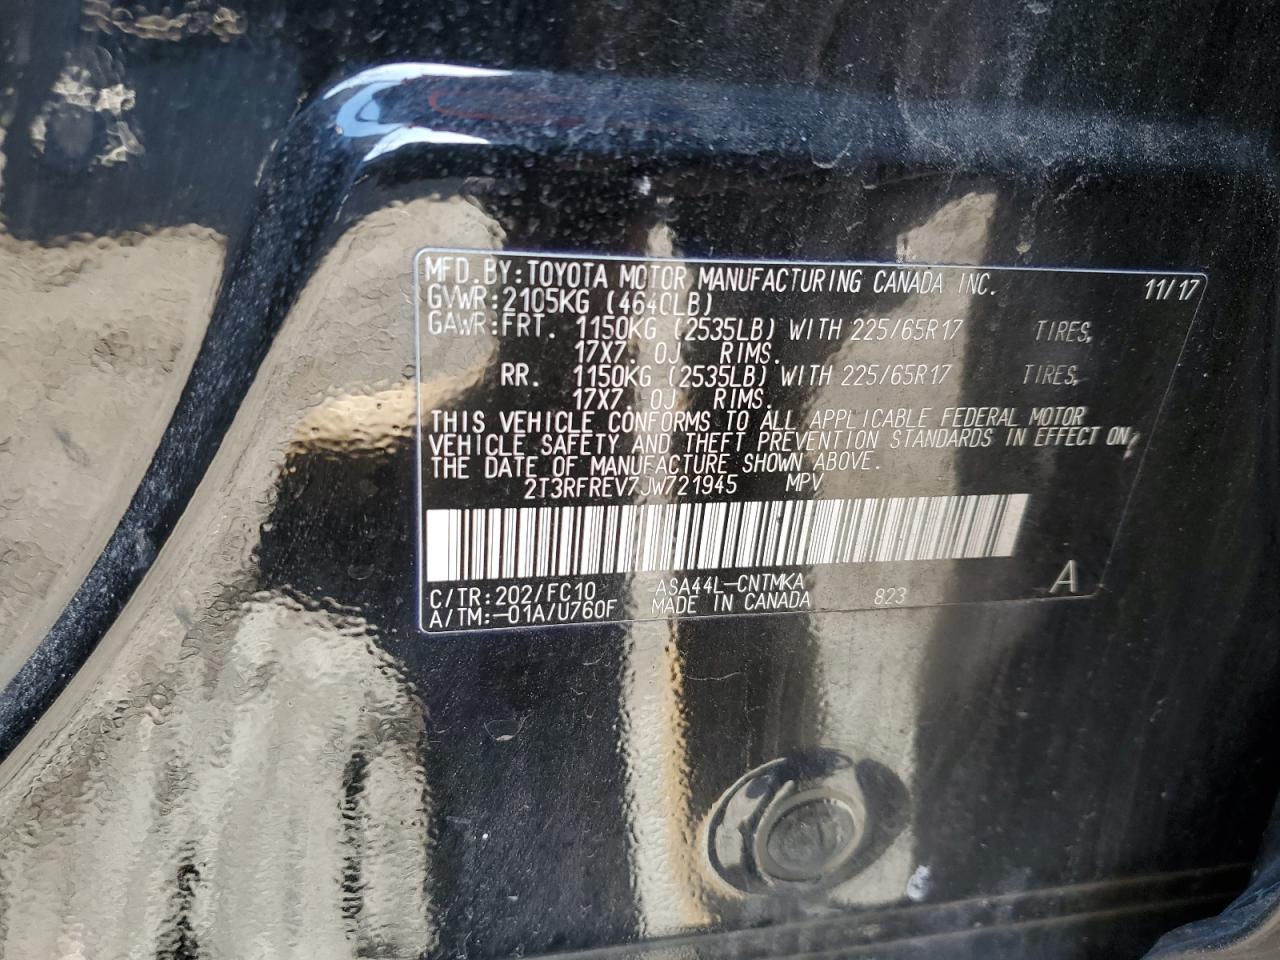 MFD.BY:TOYOTA MOTOR MANUFACTURING CANADA INC. 11/17
GVWR:2105KG (4640LB)
GAWR:FRT. 1150KG (2535LB) WITH 225/65R17 TIRES,
17X7. 0J RIMS.
RR. 1150KG (2535LB) WITH 225/65R17 TIRES,
17X7. 0J RIMS.
THIS VEHICLE CONFORMS TO ALL APPLICABLE FEDERAL MOTOR
VEHICLE SAFETY AND THEFT PREVENTION STANDARDS IN EFFECT ON
THE DATE OF MANUFACTURE SHOWN ABOVE.
2T3RFREV7JW721945 MPV
C/TR:202/FC10 ASA44L-CNTMKA
A/TM:-01A/U760F MADE IN CANADA 823 A